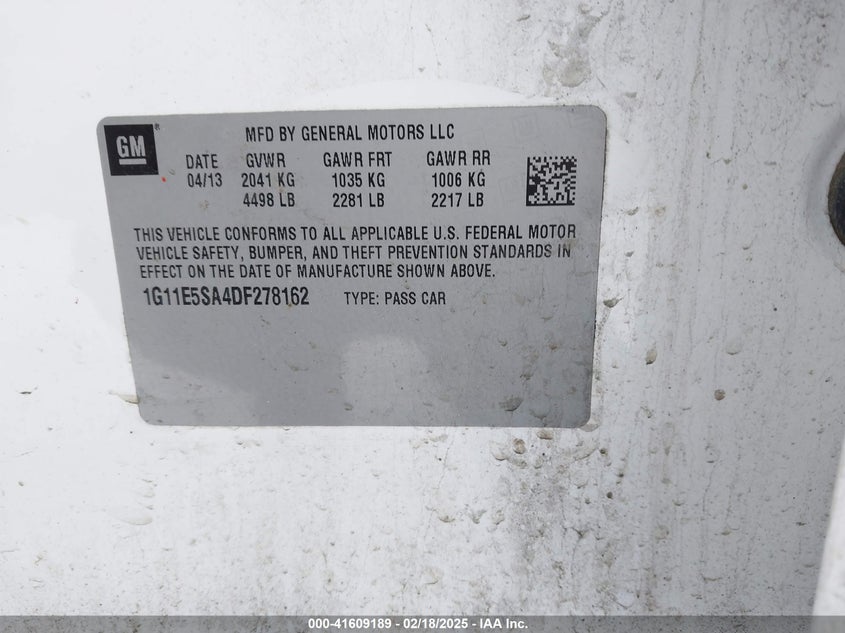 GM
MFD BY GENERAL MOTORS LLC
DATE GVWR GAWR FRT GAWR RR
04/13 2041 KG 1035 KG 1006 KG
4498 LB 2281 LB 2217 LB
THIS VEHICLE CONFORMS TO ALL APPLICABLE U.S. FEDERAL MOTOR
VEHICLE SAFETY, BUMPER, AND THEFT PREVENTION STANDARDS IN
EFFECT ON THE DATE OF MANUFACTURE SHOWN ABOVE.
1G11E5SA4DF278162 TYPE: PASS CAR
000-41609189 - 02/18/2025 - IAA Inc.